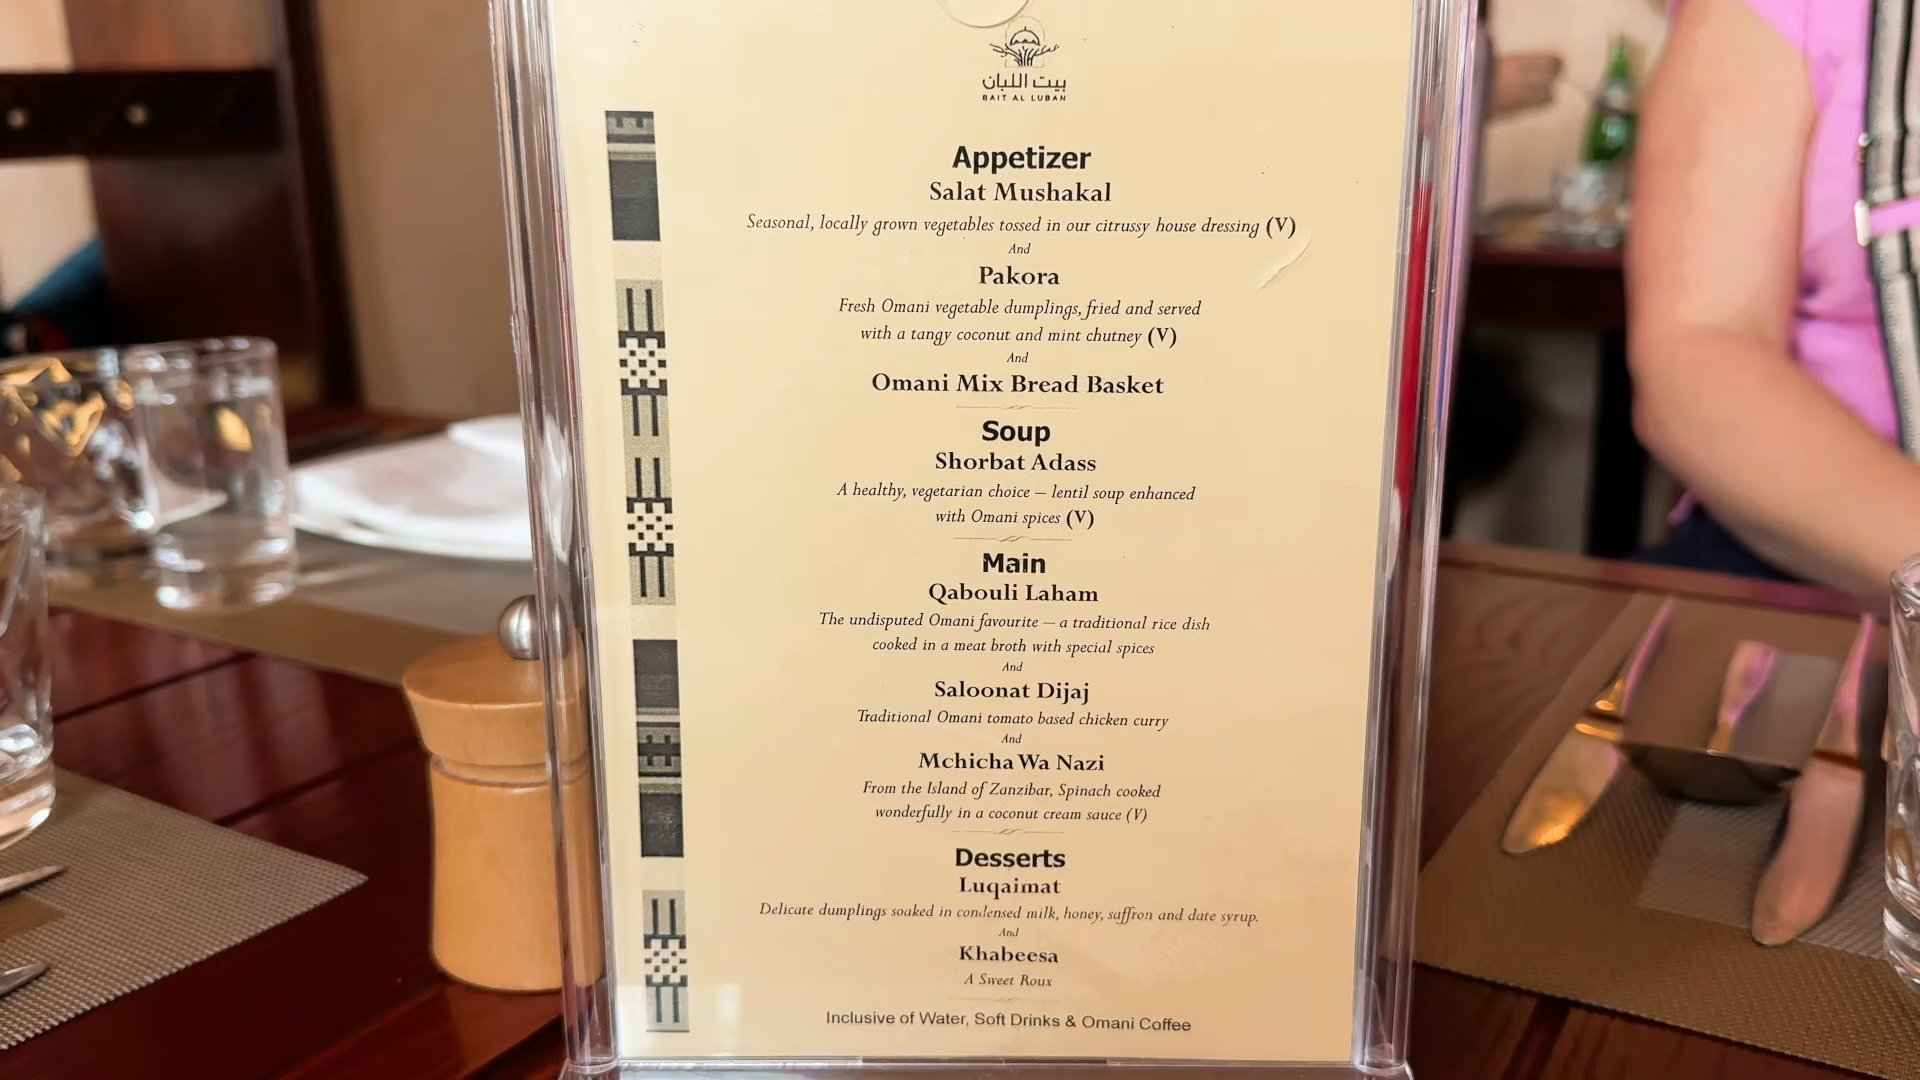 بيت اللبان
BAIT AL LUBAN
Appetizer
Salat Mushakal
Seasonal, locally grown vegetables tossed in our citrussy house dressing (V)
And
Pakora
Fresh Omani vegetable dumplings, fried and served
with a tangy coconut and mint chutney (V)
And
Omani Mix Bread Basket
Soup
Shorbat Adass
A healthy, vegetarian choice – lentil soup enhanced
with Omani spices (V)
Main
Qabouli Laham
The undisputed Omani favourite – a traditional rice dish
cooked in a meat broth with special spices
And
Saloonat Dijaj
Traditional Omani tomato based chicken curry
And
Mchicha Wa Nazi
From the Island of Zanzibar, Spinach cooked
wonderfully in a coconut cream sauce (V)
Desserts
Luqaimat
Delicate dumplings soaked in condensed milk, honey, saffron and date syrup.
And
Khabeesa
A Sweet Roux
Inclusive of Water, Soft Drinks & Omani Coffee